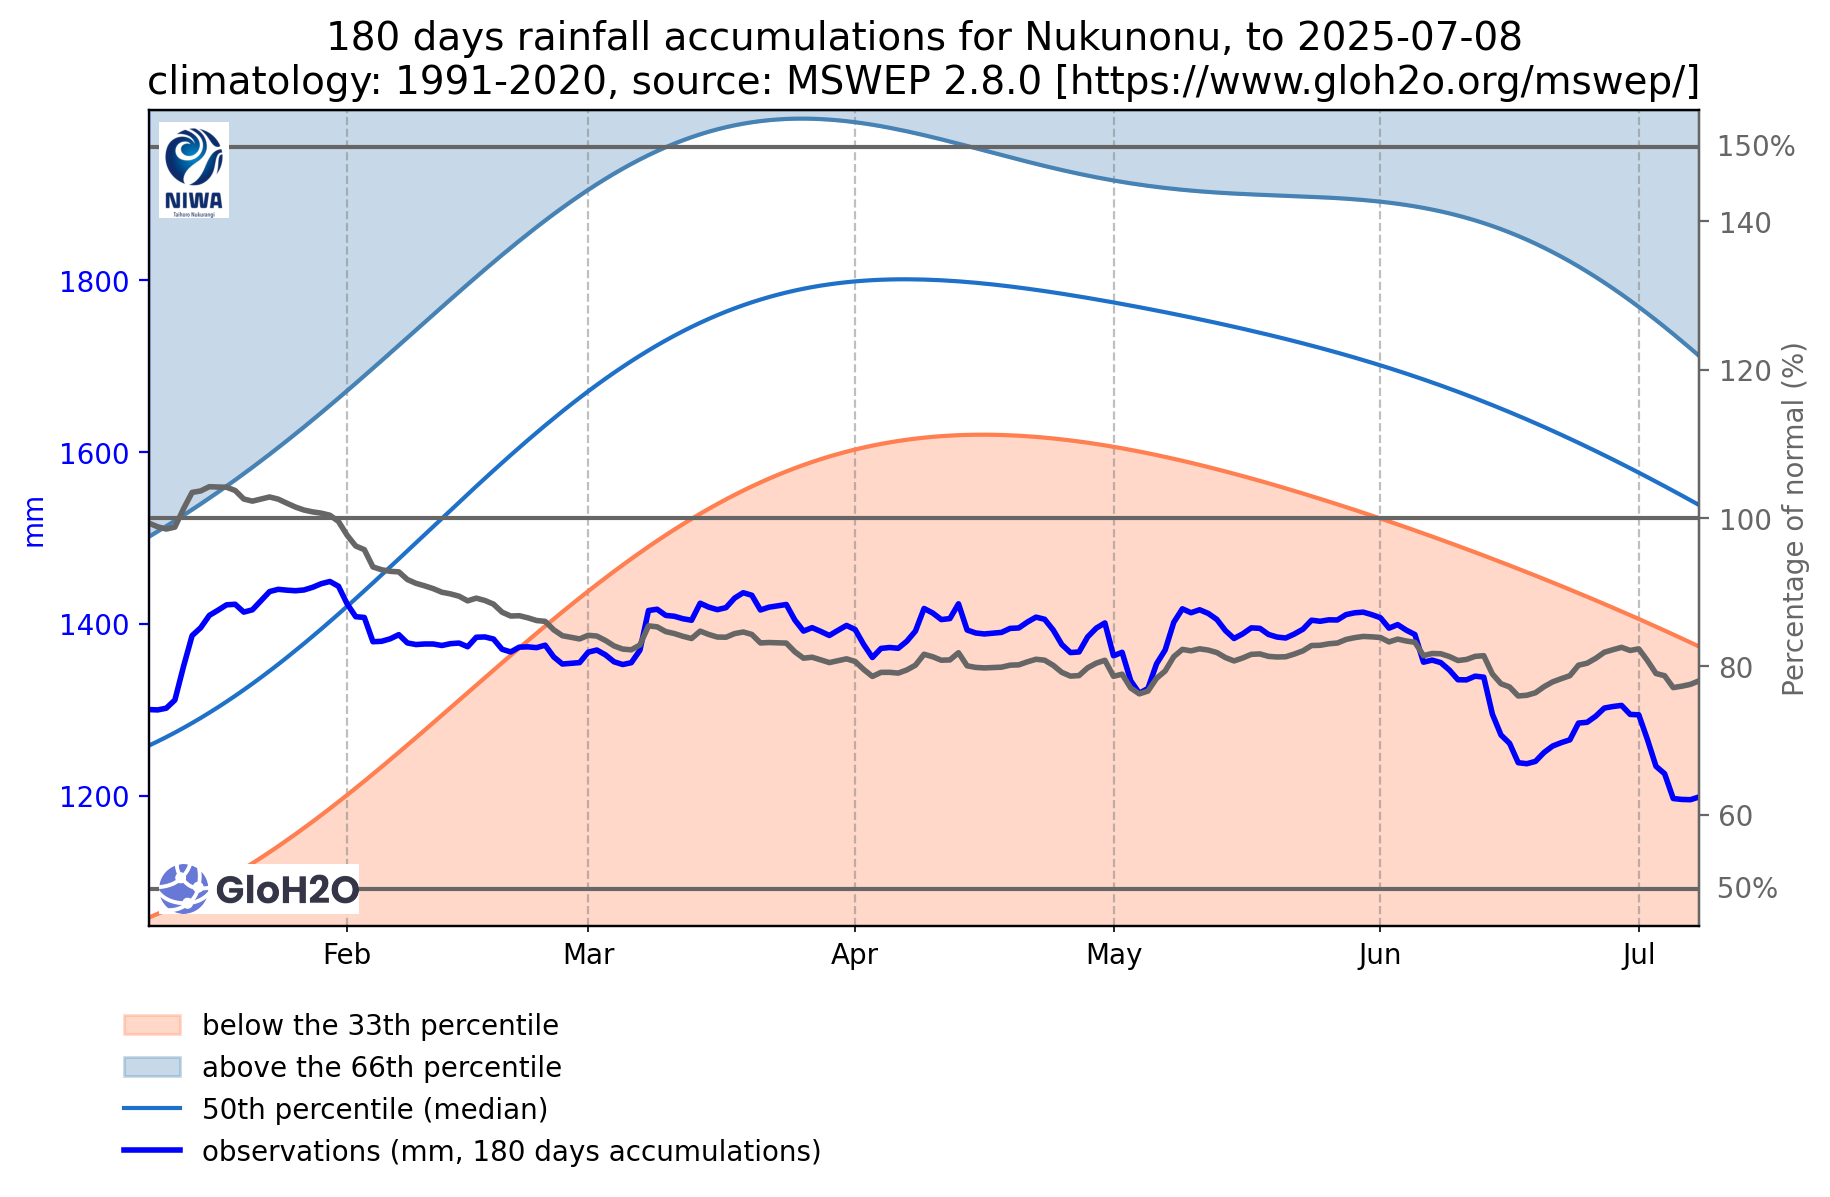 180 days rainfall accumulations for Nukunonu, to 2025-07-08
climatology: 1991-2020, source: MSWEP 2.8.0 [https://www.gloh2o.org/mswep/]
NIWA
Taihoro Nukurangi
150%
140
1800
120
1600
100
mm
Percentage of normal (%)
1400
80
1200
60
GloH2O
50%
Feb
Mar
Apr
May
Jun
Jul
below the 33th percentile
above the 66th percentile
50th percentile (median)
observations (mm, 180 days accumulations)